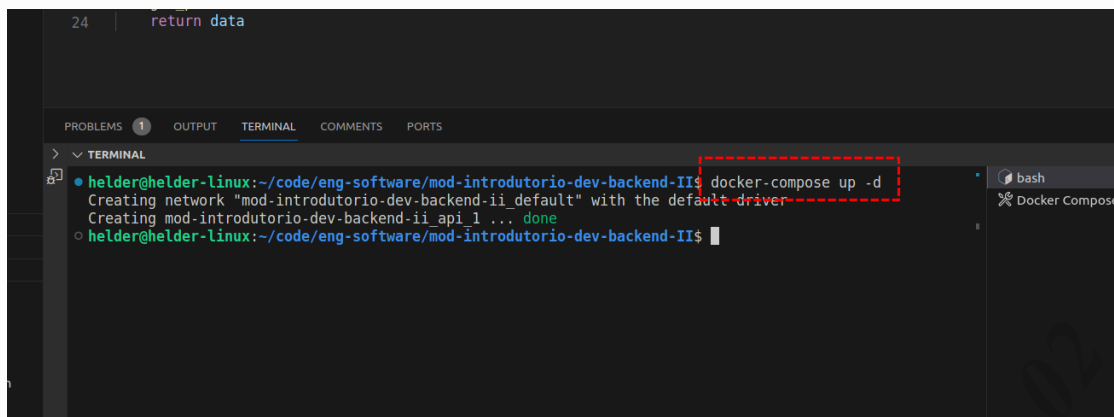 24 return data
PROBLEMS 1 OUTPUT TERMINAL COMMENTS PORTS
TERMINAL
helder@helder-linux:~/code/eng-software/mod-introdutorio-dev-backend-II$ docker-compose up -d
bash
Creating network "mod-introdutorio-dev-backend-ii_default" with the default driver
Docker Compose
Creating mod-introdutorio-dev-backend-ii_api_1 ... done
helder@helder-linux:~/code/eng-software/mod-introdutorio-dev-backend-II$